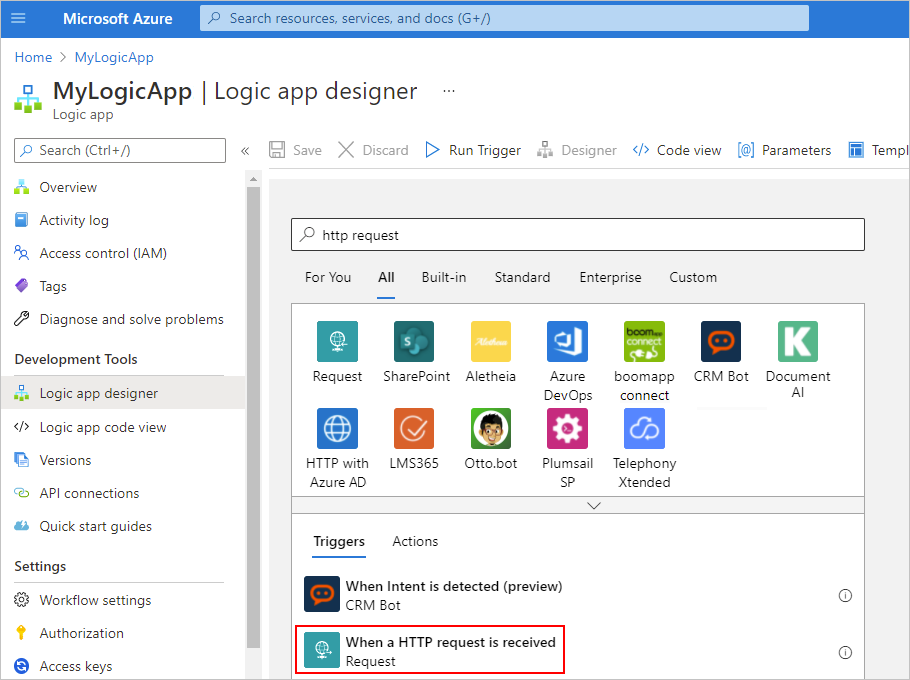 Microsoft Azure
Search resources, services, and docs (G+/)
Home > MyLogicApp
MyLogicApp | Logic app designer ...
Logic app
Search (Ctrl+/)
«
Save
Discard
Run Trigger
Designer
</> Code view
[@] Parameters
Templ
Overview
Activity log
Access control (IAM)
Tags
Diagnose and solve problems
Development Tools
Logic app designer
</> Logic app code view
Versions
API connections
Quick start guides
Settings
Workflow settings
Authorization
Access keys
http request
For You
All
Built-in
Standard
Enterprise
Custom
Request
S
SharePoint
Aletheia
Aletheia
Azure
DevOps
boomapp
connect
boomapp
connect
CRM Bot
K
Document
AI
HTTP with
Azure AD
LMS365
Otto.bot
Plumsail
SP
Telephony
Xtended
Triggers
Actions
When Intent is detected (preview)
CRM Bot
When a HTTP request is received
Request